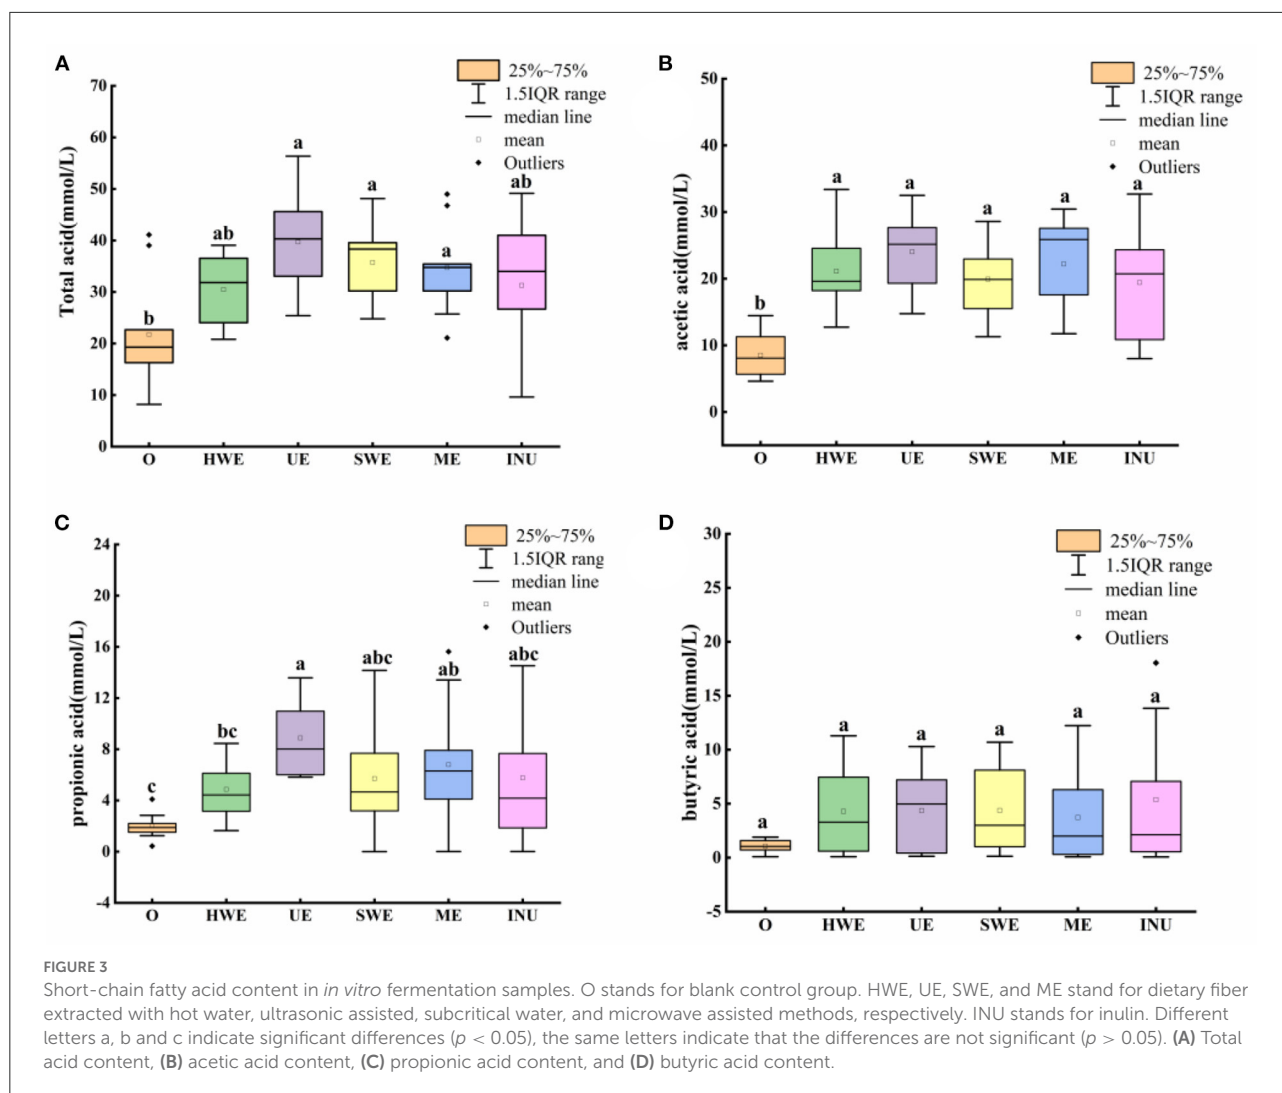 A
70
60
50
40
30
20
10
0
Total acid(mmol/L)
25%~75%
1.5IQR range
median line
mean
Outliers
b
ab
a
a
a
ab
O HWE UE SWE ME INU
B
50
40
30
20
10
0
acetic acid(mmol/L)
25%~75%
1.5IQR range
median line
mean
Outliers
b
a
a
a
a
a
O HWE UE SWE ME INU
C
24
20
16
12
8
4
0
-4
propionic acid(mmol/L)
25%~75%
1.5IQR rang
median line
mean
Outliers
c
bc
a
abc
ab
abc
O HWE UE SWE ME INU
D
30
25
20
15
10
5
0
-5
butyric acid(mmol/L)
25%~75%
1.5IQR range
median line
mean
Outliers
a
a
a
a
a
a
O HWE UE SWE ME INU
FIGURE 3
Short-chain fatty acid content in in vitro fermentation samples. O stands for blank control group. HWE, UE, SWE, and ME stand for dietary fiber
extracted with hot water, ultrasonic assisted, subcritical water, and microwave assisted methods, respectively. INU stands for inulin. Different
letters a, b and c indicate significant differences (p < 0.05), the same letters indicate that the differences are not significant (p > 0.05). (A) Total
acid content, (B) acetic acid content, (C) propionic acid content, and (D) butyric acid content.